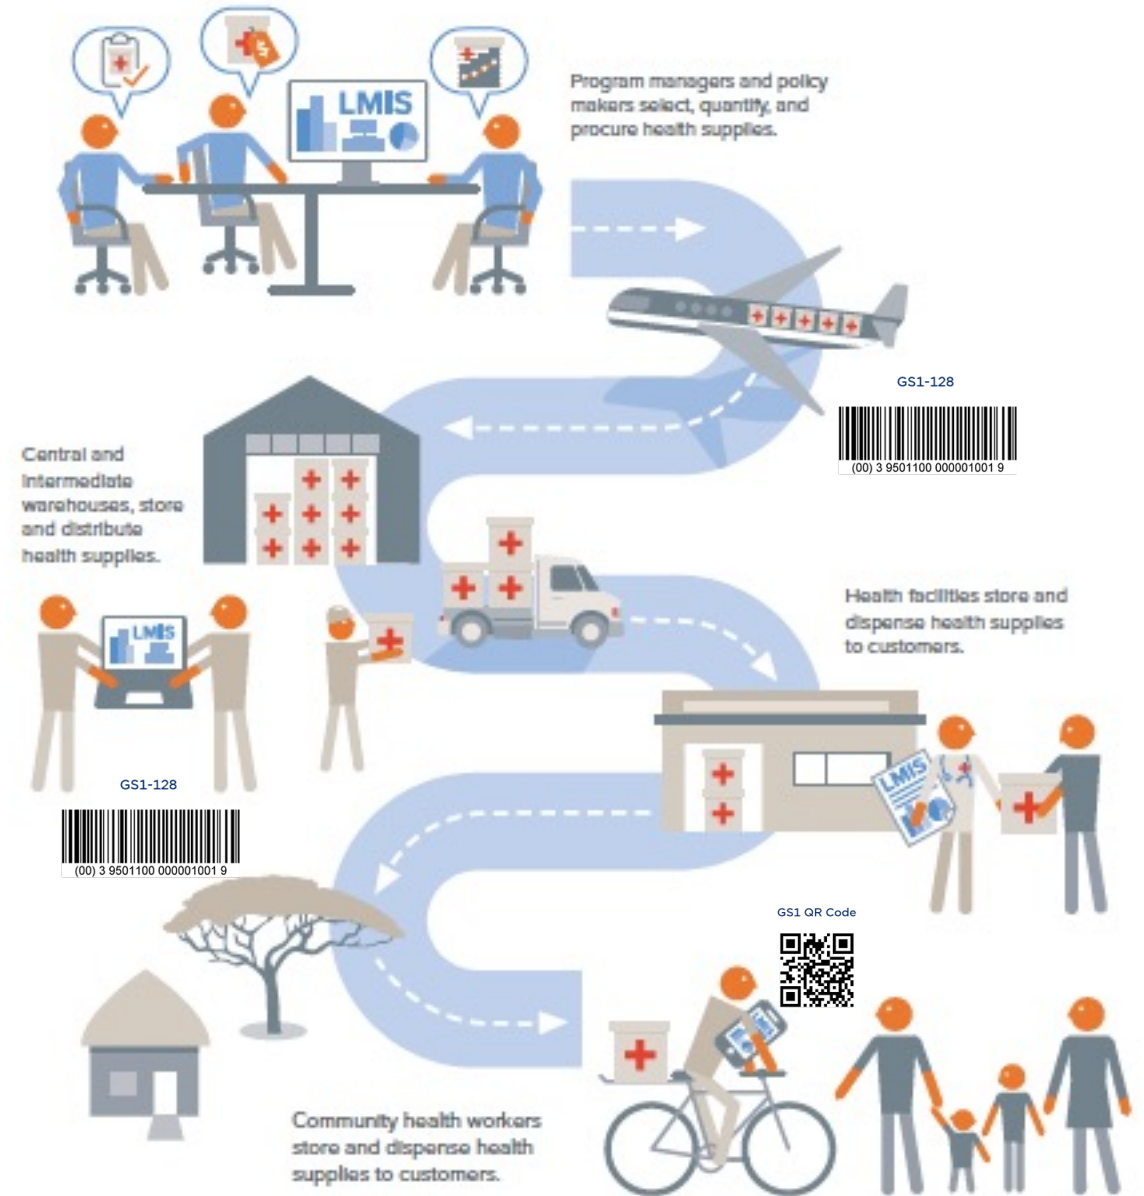 LMIS
$
Program managers and policy
makers select, quantify, and
procure health supplies.
GS1-128
(00) 3 9501100 000001001 9
Central and
intermediate
warehouses, store
and distribute
health supplies.
Health facilities store and
dispense health supplies
to customers.
LMIS
LMIS
GS1-128
(00) 3 9501100 000001001 9
GS1 QR Code
LMIS
Community health workers
store and dispense health
supplies to customers.